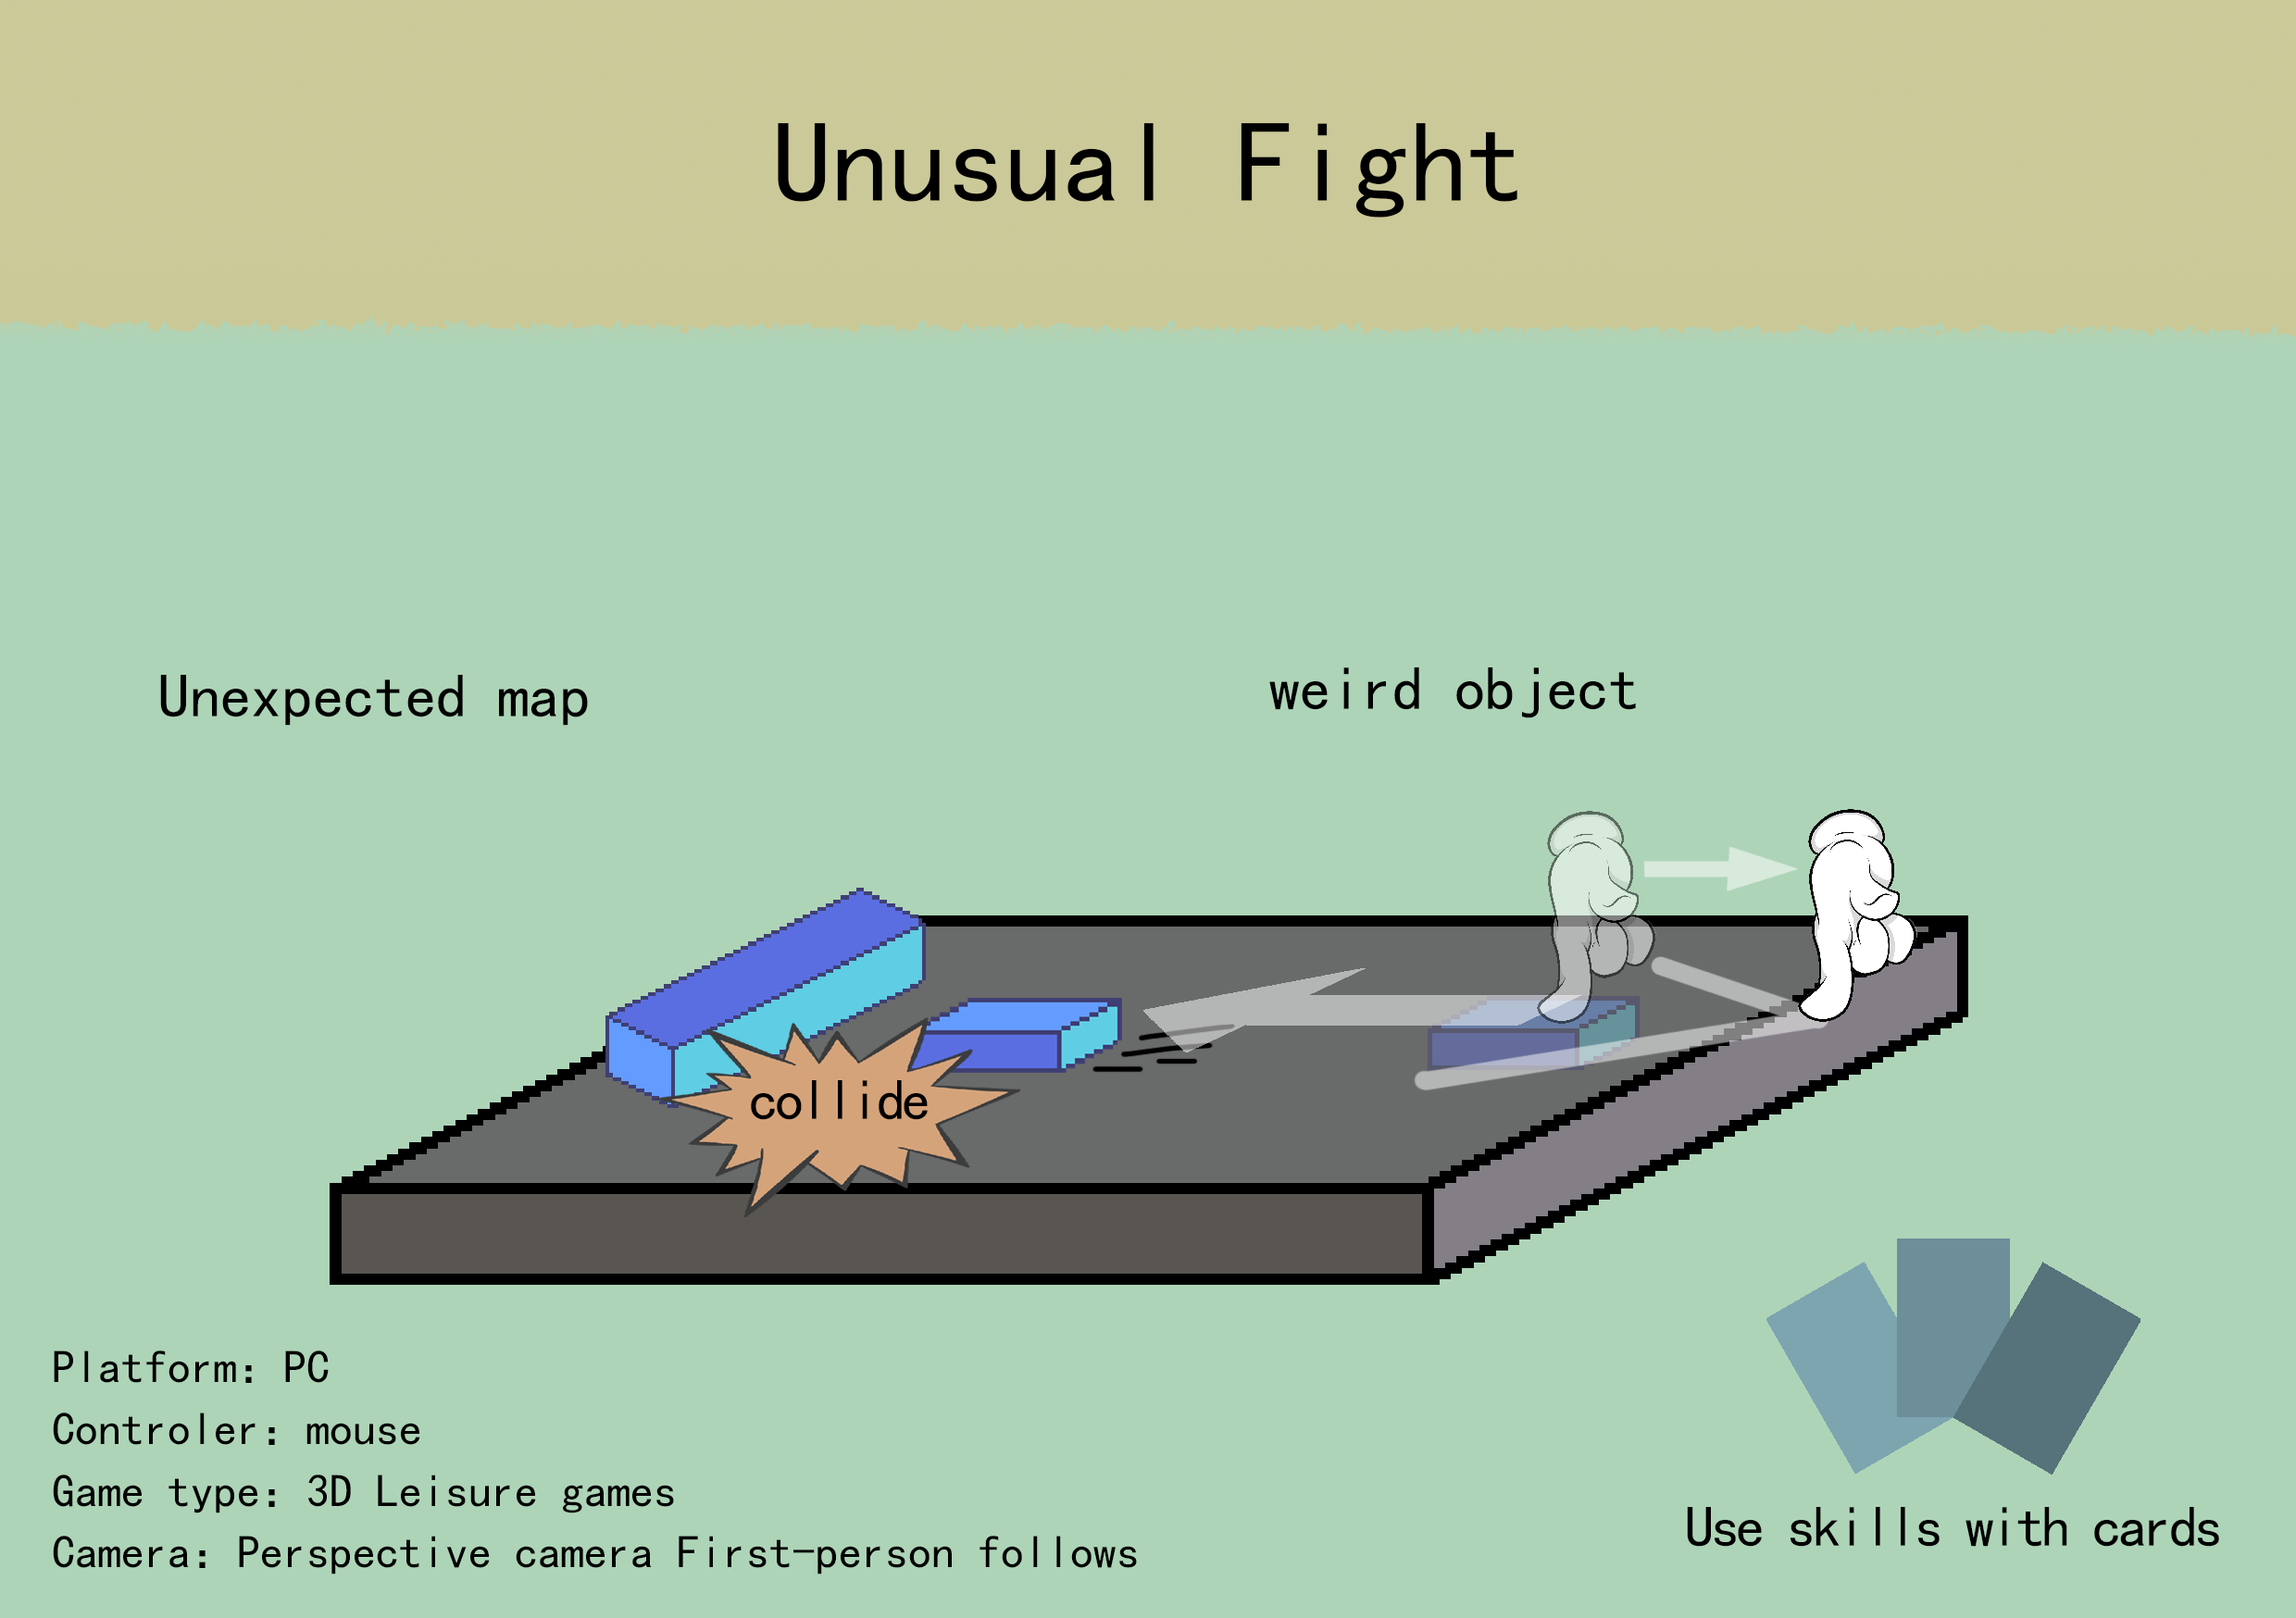 Unusual Fight
Unexpected map
weird object
collide
Platform: PC
Controler: mouse
Game type: 3D Leisure games
Camera: Perspective camera First-person follows
Use skills with cards